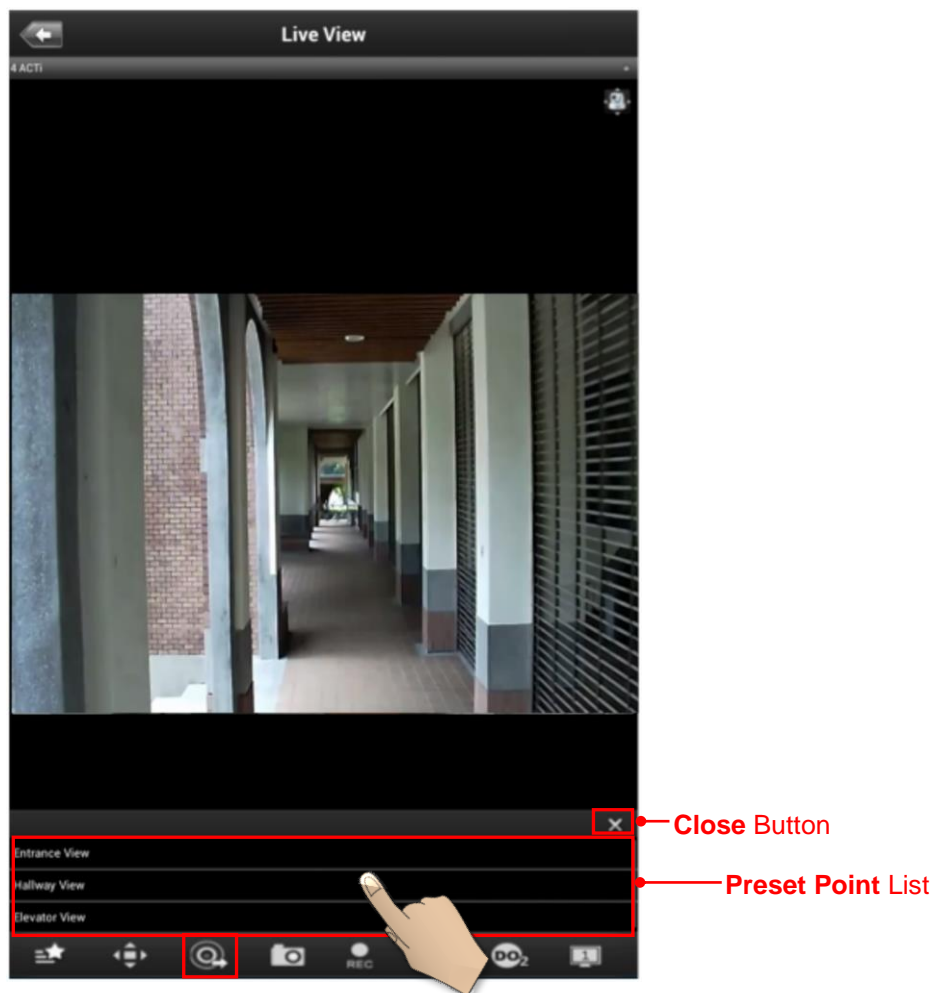 Live View
4 ACTi
Close Button
Entrance View
Hallway View
Preset Point List
Elevator View
REC
DO2
1